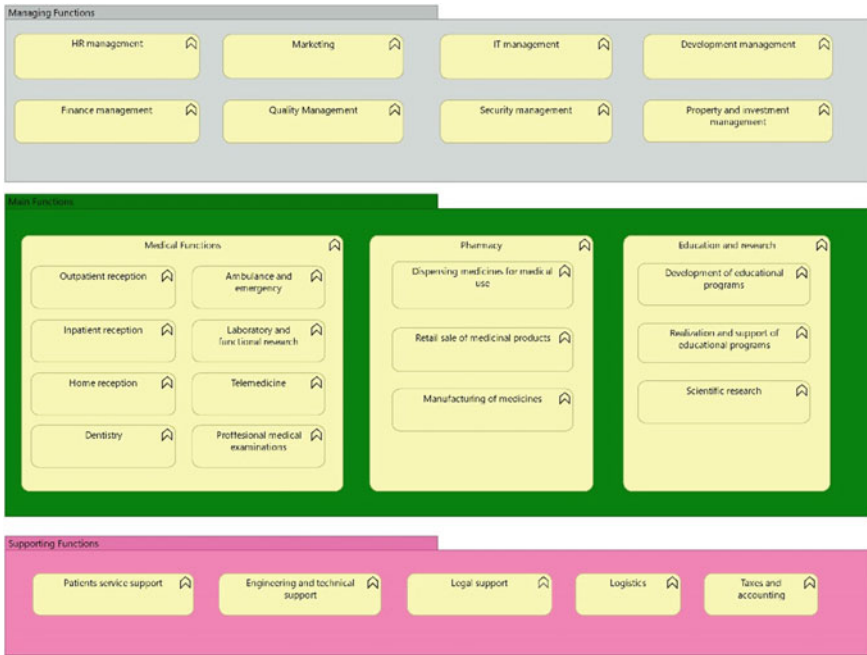 Managing Functions
HR management
Marketing
IT management
Development management
Finance management
Quality Management
Security management
Property and investment
management
Main Functions
Medical Functions
Outpatient reception
Ambulance and
emergency
Inpatient reception
Laboratory and
functional research
Home reception
Telemedicine
Dentistry
Proffesional medical
examinations
Pharmacy
Dispensing medicines for medical
use
Retail sale of medicinal products
Manufacturing of medicines
Education and research
Development of educational
programs
Realization and support of
educational programs
Scientific research
Supporting Functions
Patients service support
Engineering and technical
support
Legal support
Logistics
Taxes and
accounting